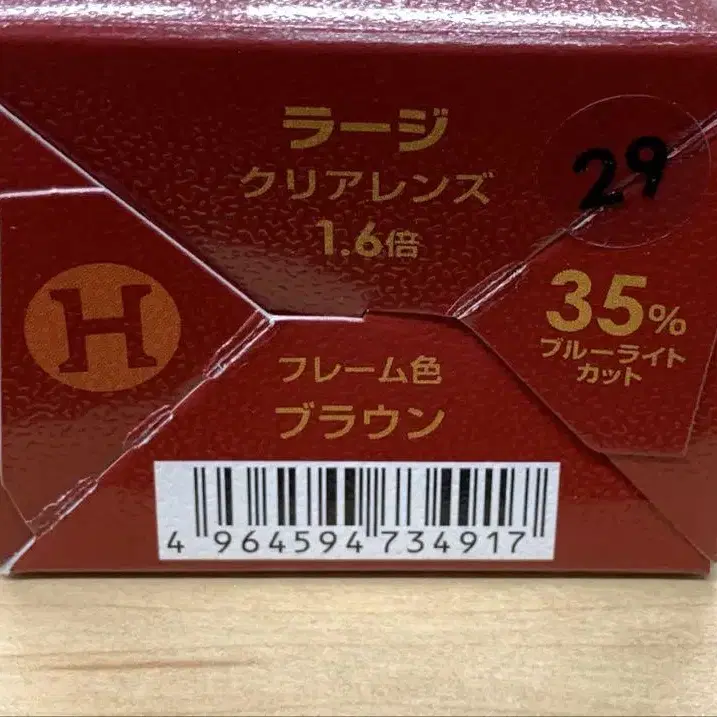 ラージ
クリアレンズ
1.6倍
29
H
35%
ブルーライト
カット
フレーム色
ブラウン
4 964594 734917